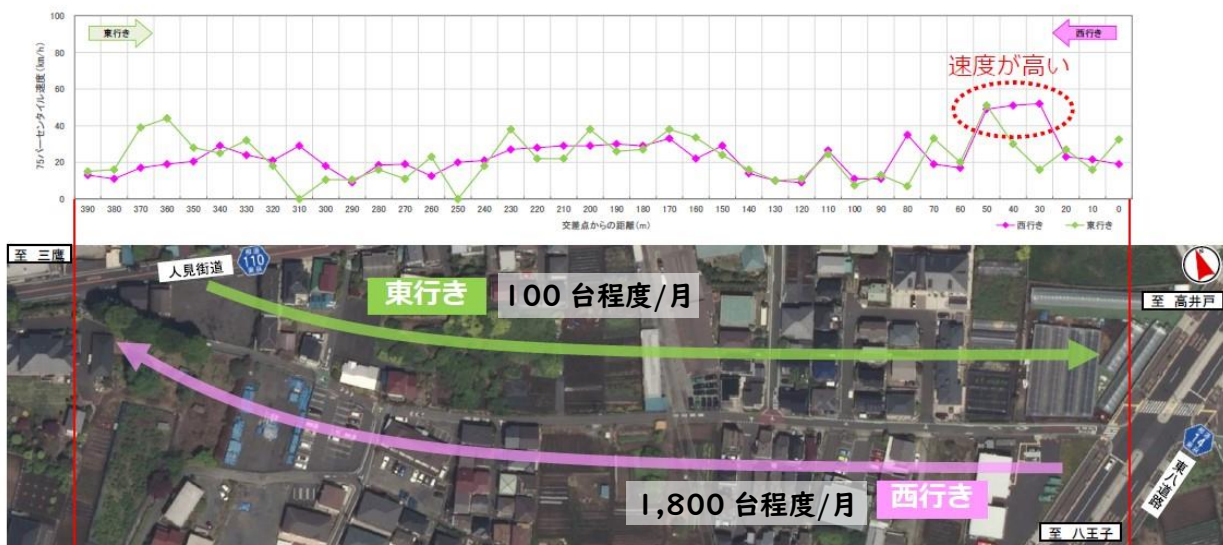 100
80
60
40
20
0
75パーセンタイル速度(km/h)
東行き
西行き
速度が高い
390 380 370 360 350 340 330 320 310 300 290 280 270 260 250 240 230 220 210 200 190 180 170 160 150 140 130 120 110 100 90 80 70 60 50 40 30 20 10 0
交差点からの距離(m)
西行き 東行き
至 三鷹
人見街道
110
東行き 100 台程度/月
至 高井戸
1,800 台程度/月 西行き
14
東八道路
至 八王子